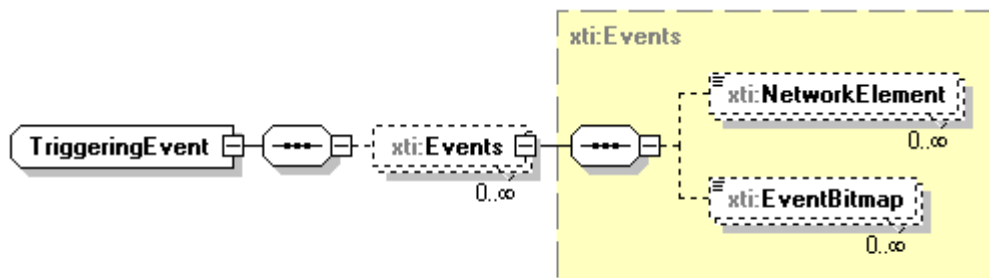 xti:Events
xti:NetworkElement
0..∞
TriggeringEvent
xti:Events
0..∞
xti:EventBitmap
0..∞